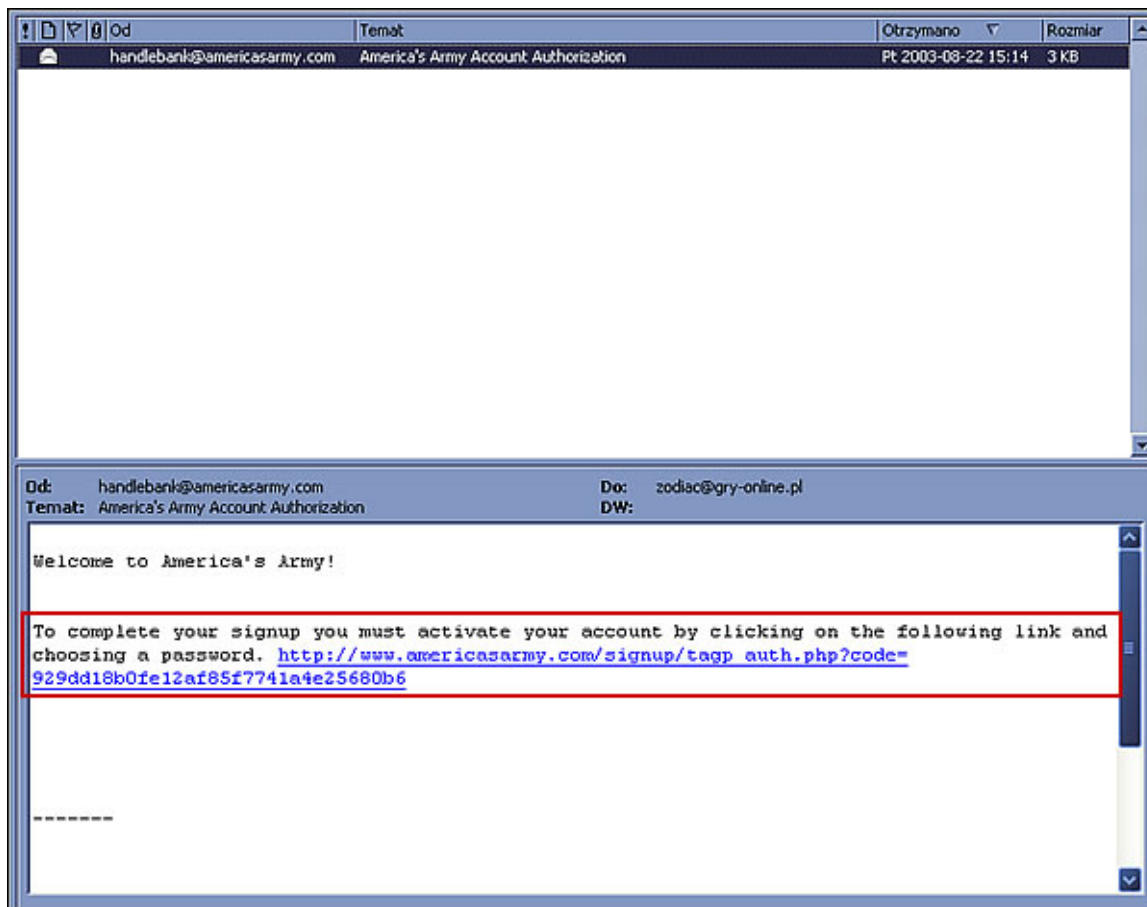 ! Od Temat Otrzymano Rozmiar
handlebank@americasarmy.com America's Army Account Authorization Pt 2003-08-22 15:14 3 KB
Od: handlebank@americasarmy.com Do: zodiac@gry-online.pl
Temat: America's Army Account Authorization DW:
Welcome to America's Army!
To complete your signup you must activate your account by clicking on the following link and
choosing a password. http://www.americasarmy.com/signup/tagp_auth.php?code=
929dd18b0fe12af85f7741a4e25680b6
-------